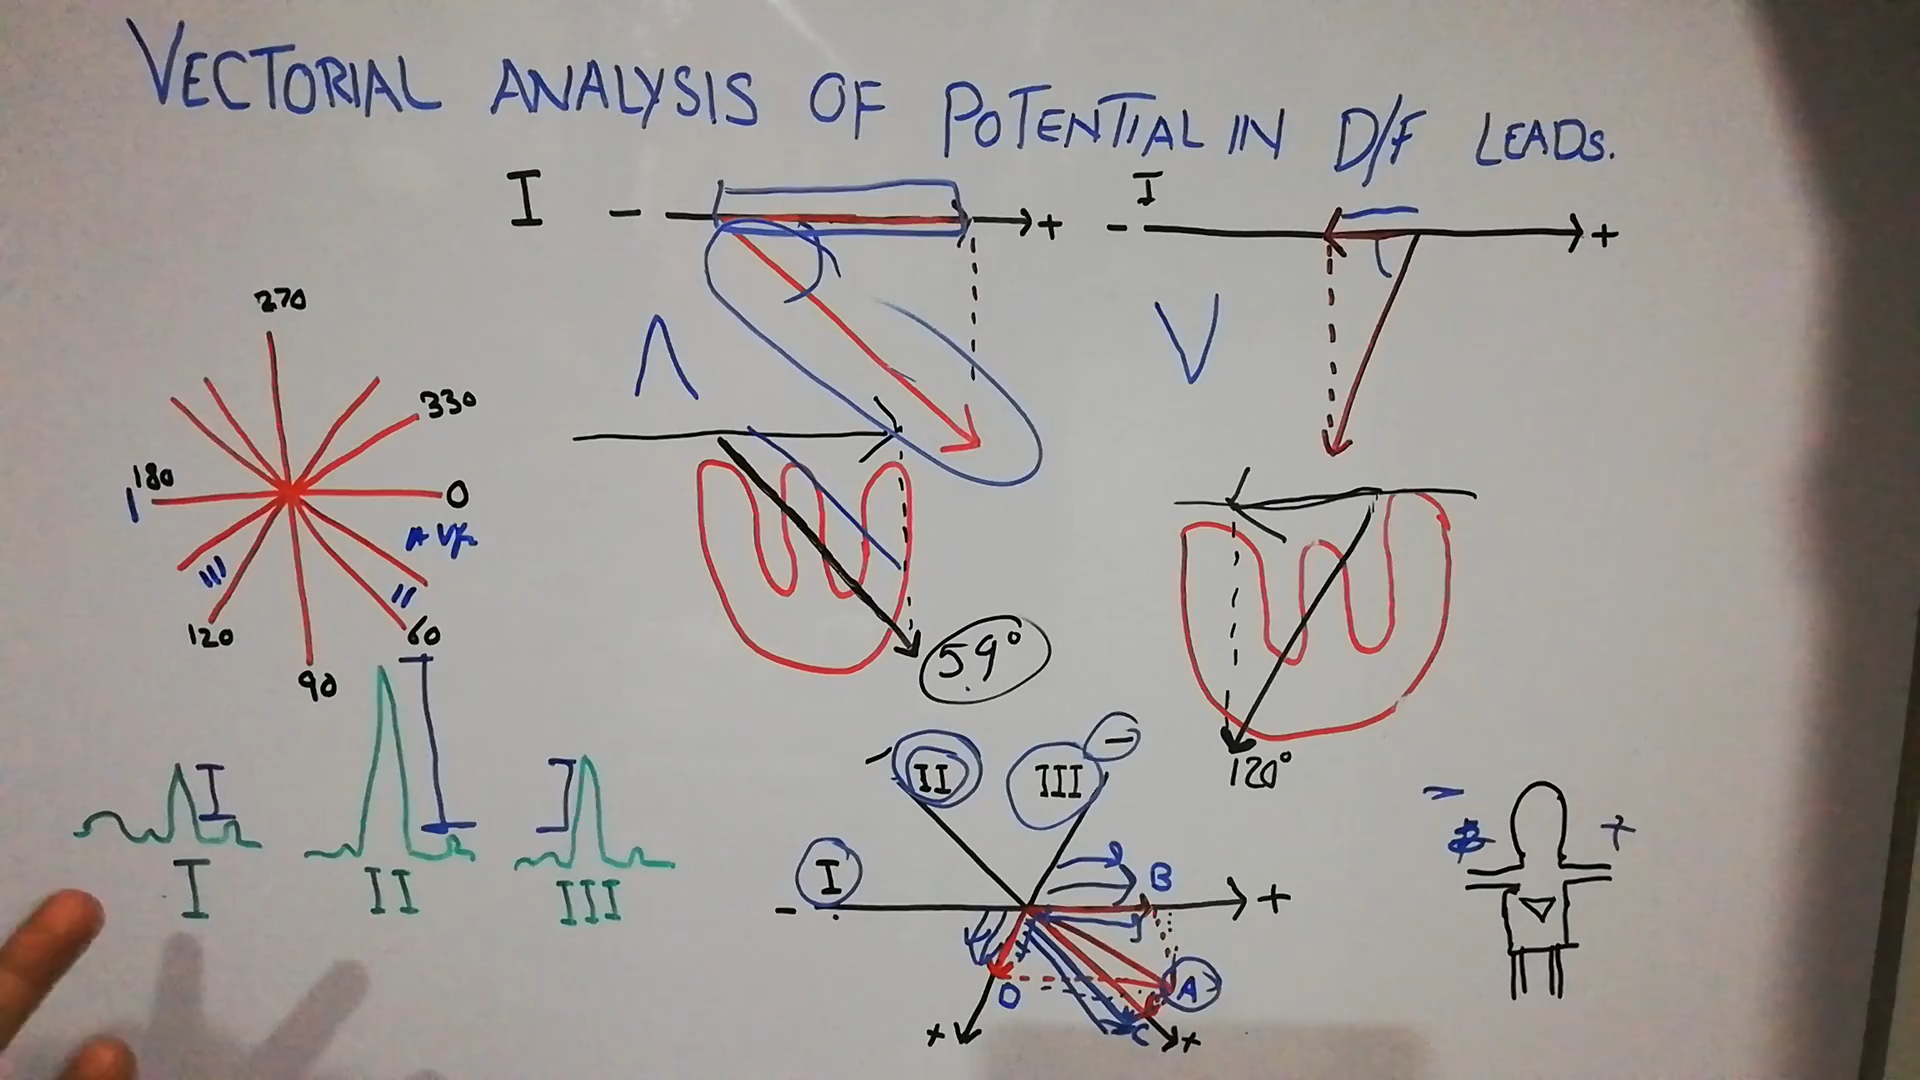 VECTORIAL ANALYSIS OF POTENTIAL IN D/F LEADS.
I - +
I - +
270
330
180
0
III
II
120
60
90
59°
120°
I
II
III
- II
III -
I
- +
B
A
D
C
+ +
- +